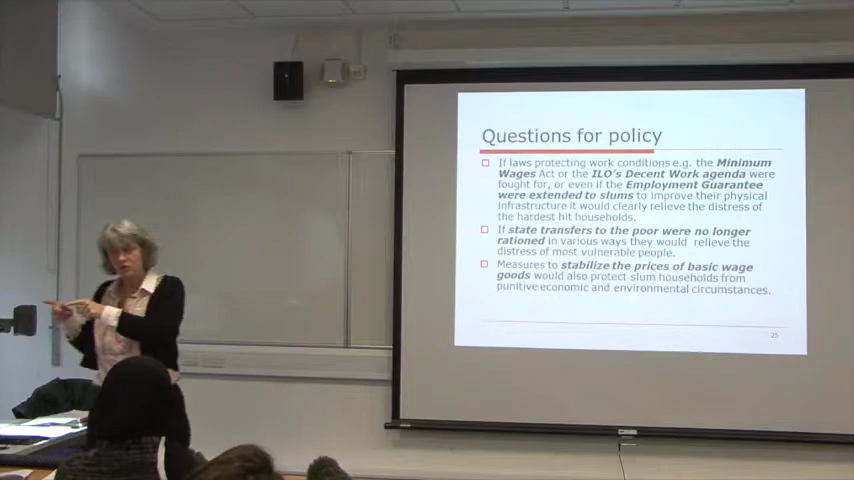 Questions for policy
If laws protecting work conditions e.g. the Minimum
Wages Act or the ILO's Decent Work agenda were
fought for, or even if the Employment Guarantee
were extended to slums to improve their physical
infrastructure it would clearly relieve the distress of
the hardest hit households.
If state transfers to the poor were no longer
rationed in various ways they would relieve the
distress of most vulnerable people.
Measures to stabilize the prices of basic wage
goods would also protect slum households from
punitive economic and environmental circumstances.
25